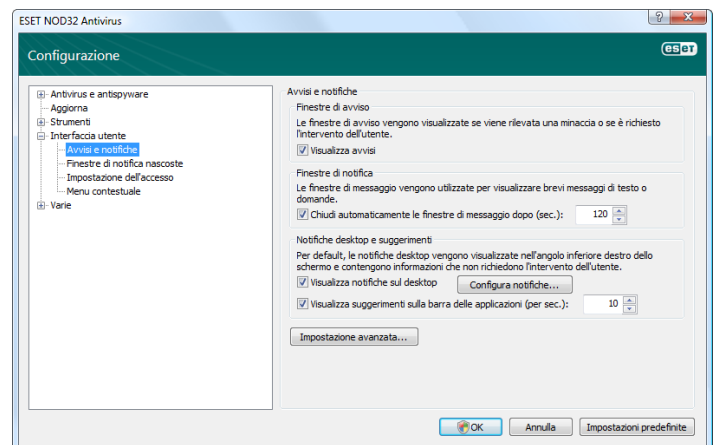 ESET NOD32 Antivirus
?
Configurazione
eseT
Antivirus e antispyware
Aggiorna
Strumenti
Interfaccia utente
Avvisi e notifiche
Finestre di notifica nascoste
Impostazione dell'accesso
Menu contestuale
Varie
Avvisi e notifiche
Finestre di avviso
Le finestre di avviso vengono visualizzate se viene rilevata una minaccia o se è richiesto
l'intervento dell'utente.
Visualizza avvisi
Finestre di notifica
Le finestre di messaggio vengono utilizzate per visualizzare brevi messaggi di testo o
domande.
Chiudi automaticamente le finestre di messaggio dopo (sec.): 120
Notifiche desktop e suggerimenti
Per default, le notifiche desktop vengono visualizzate nell'angolo inferiore destro dello
schermo e contengono informazioni che non richiedono l'intervento dell'utente.
Visualizza notifiche sul desktop Configura notifiche...
Visualizza suggerimenti sulla barra delle applicazioni (per sec.): 10
Impostazione avanzata...
OK Annulla Impostazioni predefinite